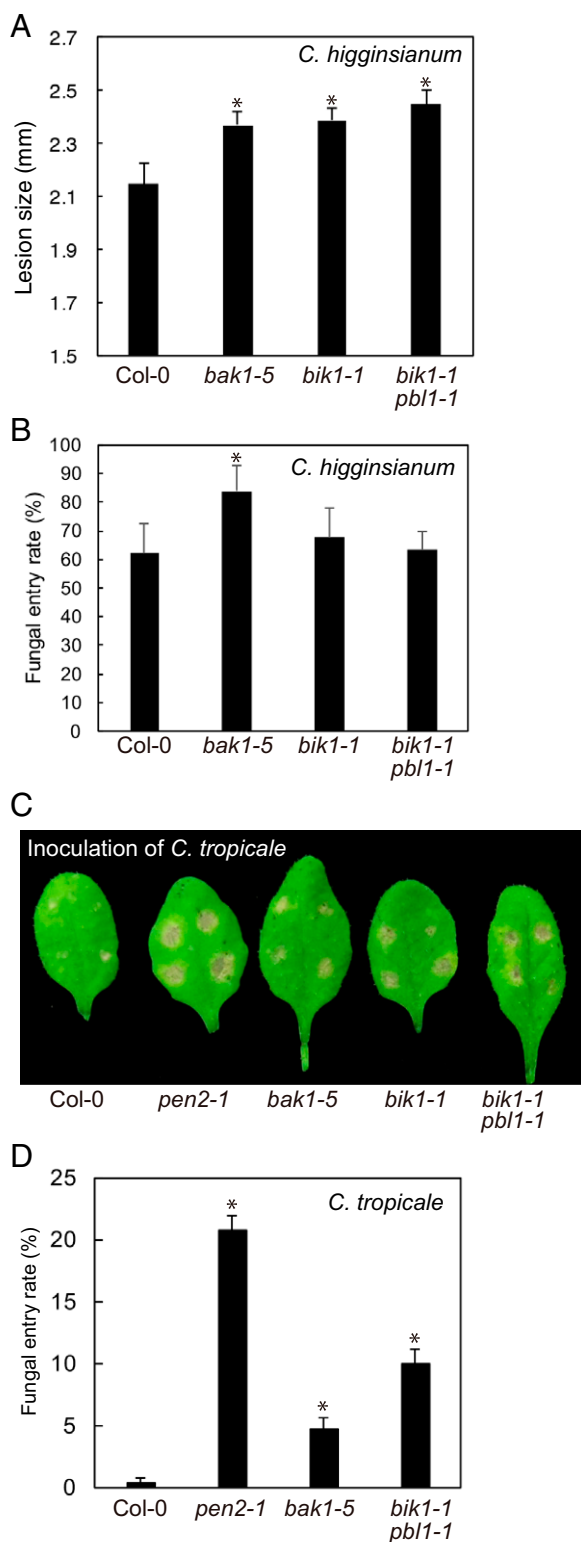 A
Lesion size (mm)
2.7
2.5
2.3
2.1
1.9
1.7
1.5
C. higginsianum
*
*
*
Col-0 bak1-5 bik1-1 bik1-1
pbl1-1
B
Fungal entry rate (%)
100
90
80
70
60
50
40
30
20
10
0
C. higginsianum
*
Col-0 bak1-5 bik1-1 bik1-1
pbl1-1
C
Inoculation of C. tropicale
Col-0 pen2-1 bak1-5 bik1-1 bik1-1
pbl1-1
D
Fungal entry rate (%)
25
20
15
10
5
0
C. tropicale
*
*
*
Col-0 pen2-1 bak1-5 bik1-1
pbl1-1